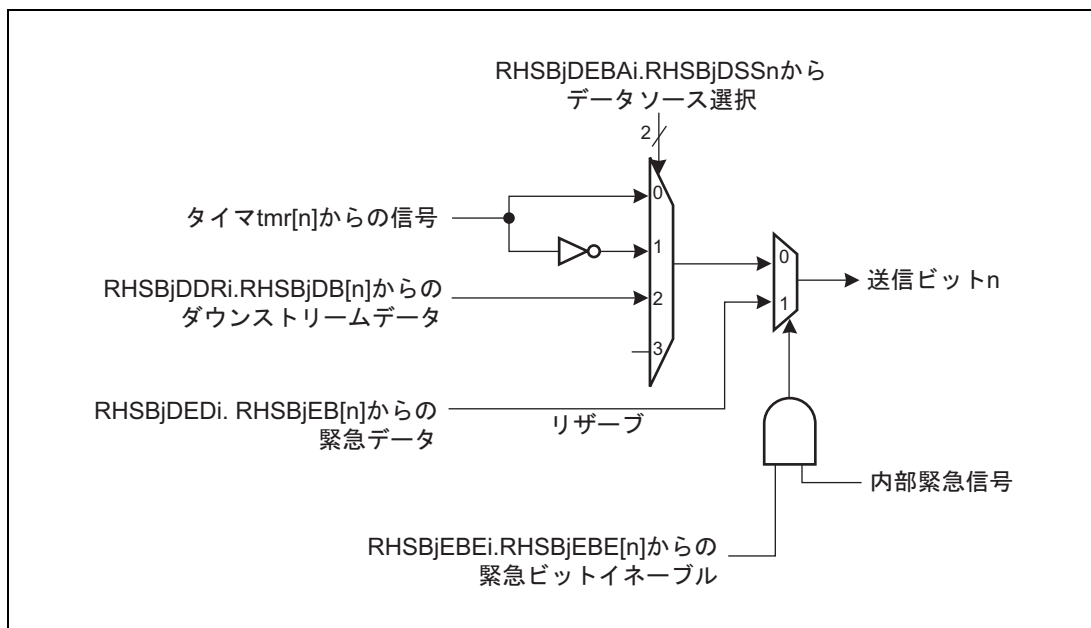 RHSBjDEBAi.RHSBjDSSnから
データソース選択
2
0
タイマtmr[n]からの信号
1
0
RHSBjDDRi.RHSBjDB[n]からの
ダウンストリームデータ
2
1
送信ビットn
3
RHSBjDEDi. RHSBjEB[n]からの
緊急データ
リザーブ
内部緊急信号
RHSBjEBEi.RHSBjEBE[n]からの
緊急ビットイネーブル